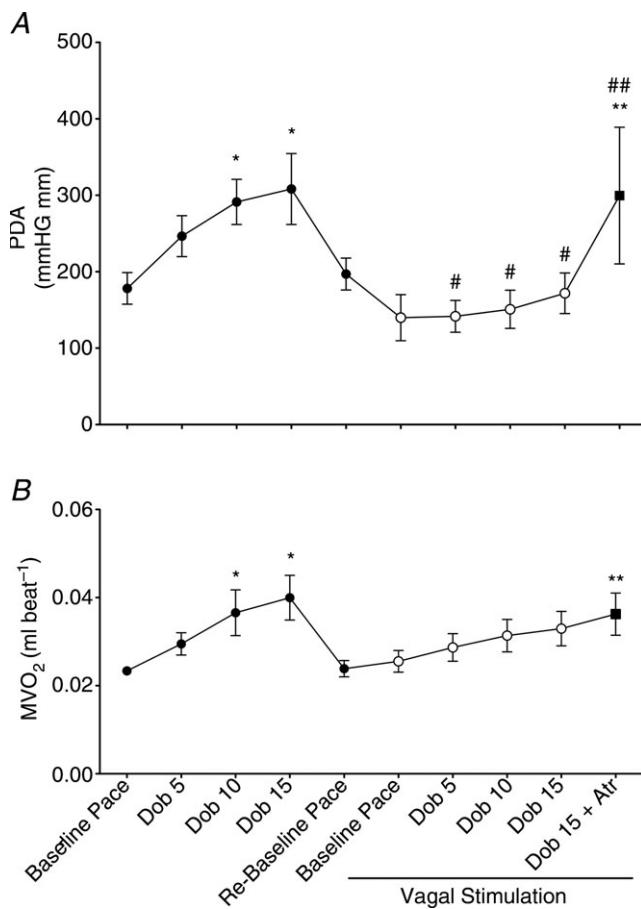 A
500
400
300
200
100
0
PDA
(mmHG mm)
*
*
#
#
#
##
**
B
0.06
0.04
0.02
0.00
MVO₂ (ml beat⁻¹)
*
*
**
Baseline Pace
Dob 5
Dob 10
Dob 15
Re-Baseline Pace
Baseline Pace
Dob 5
Dob 10
Dob 15
Dob 15 + Atr
Vagal Stimulation